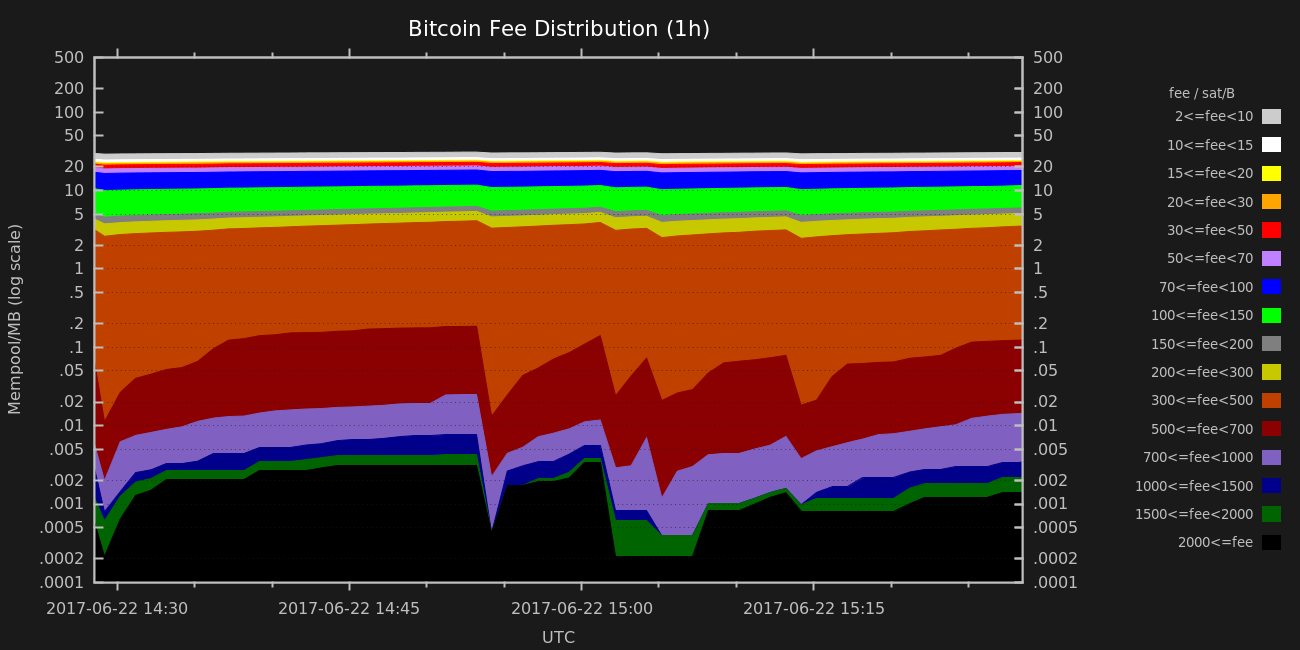 Bitcoin Fee Distribution (1h)
Mempool/MB (log scale)
500
200
100
50
20
10
5
2
1
.5
.2
.1
.05
.02
.01
.005
.002
.001
.0005
.0002
.0001
500
200
100
50
20
10
5
2
1
.5
.2
.1
.05
.02
.01
.005
.002
.001
.0005
.0002
.0001
2017-06-22 14:30 2017-06-22 14:45 2017-06-22 15:00 2017-06-22 15:15
UTC
fee / sat/B
2<=fee<10
10<=fee<15
15<=fee<20
20<=fee<30
30<=fee<50
50<=fee<70
70<=fee<100
100<=fee<150
150<=fee<200
200<=fee<300
300<=fee<500
500<=fee<700
700<=fee<1000
1000<=fee<1500
1500<=fee<2000
2000<=fee